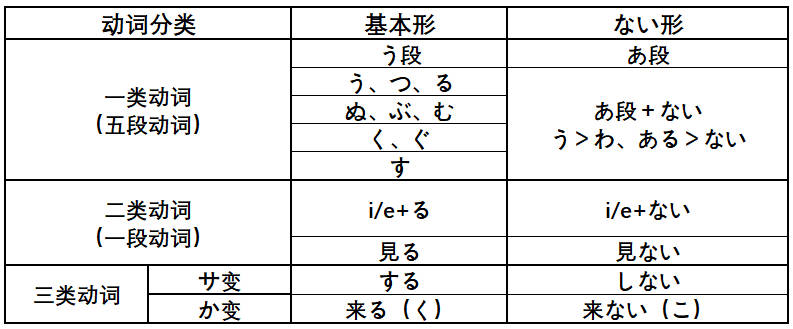 动词分类 基本形 ない形
一类动词
（五段动词）
う段 あ段
う、つ、る
ぬ、ぶ、む
く、ぐ
す
あ段＋ない
う＞わ、ある＞ない
二类动词
（一段动词）
i/e+る i/e+ない
見る 見ない
三类动词
サ变 する しない
か变 来る（く） 来ない（こ）